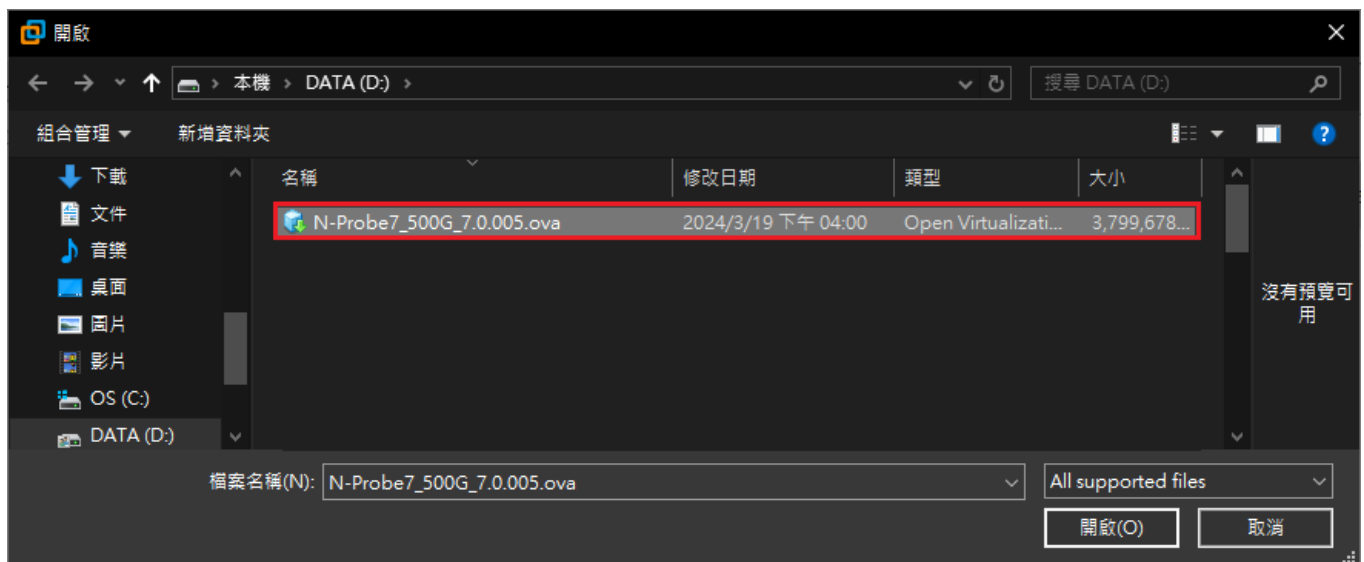 開啟
本機 › DATA (D:) ›
搜尋 DATA (D:)
組合管理
新增資料夾
下載
文件
音樂
桌面
圖片
影片
OS (C:)
DATA (D:)
名稱
修改日期
類型
大小
N-Probe7_500G_7.0.005.ova
2024/3/19 下午 04:00
Open Virtualizati...
3,799,678...
沒有預覽可
用
檔案名稱(N):
N-Probe7_500G_7.0.005.ova
All supported files
開啟(O)
取消